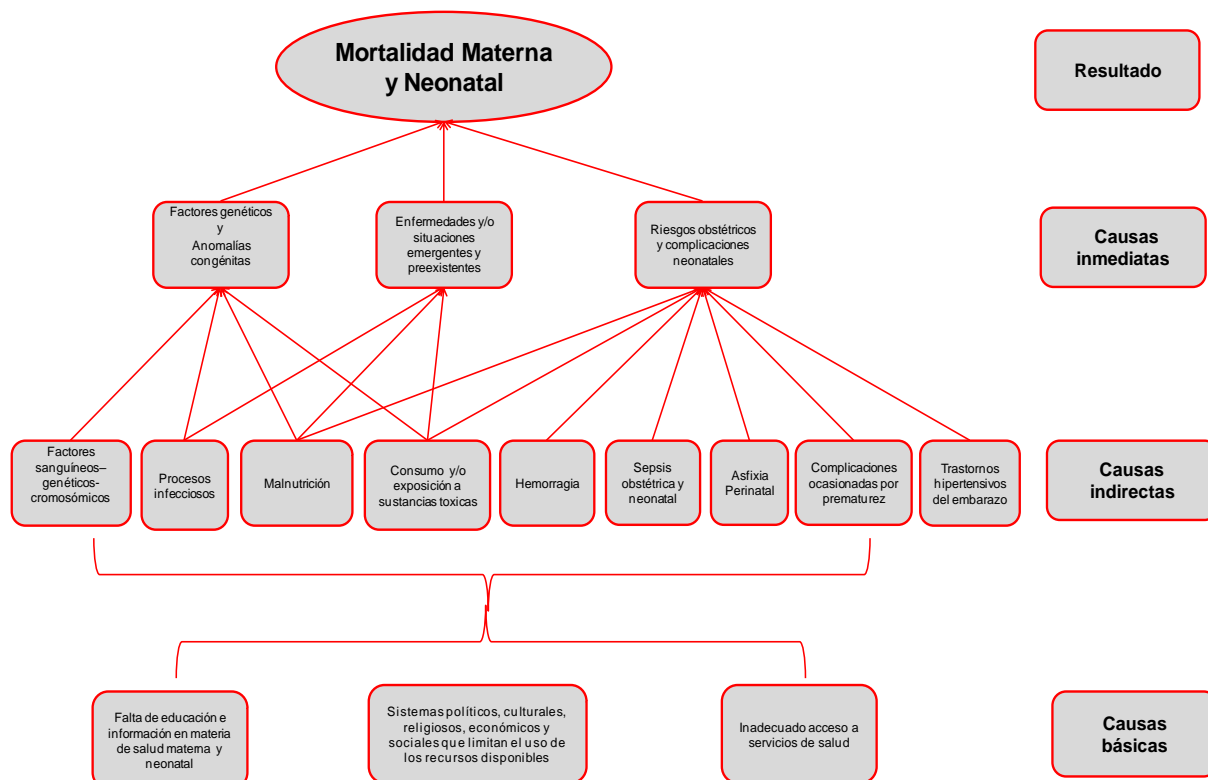 Mortalidad Materna
y Neonatal
Resultado
Factores genéticos
y
Anomalías
congénitas
Enfermedades y/o
situaciones
emergentes y
preexistentes
Riesgos obstétricos
y complicaciones
neonatales
Causas
inmediatas
Factores
sanguíneos–
genéticos-
cromosómicos
Procesos
infecciosos
Malnutrición
Consumo y/o
exposición a
sustancias toxicas
Hemorragia
Sepsis
obstétrica y
neonatal
Asfixia
Perinatal
Complicaciones
ocasionadas por
prematurez
Trastornos
hipertensivos
del embarazo
Causas
indirectas
Falta de educación e
información en materia
de salud materna y
neonatal
Sistemas políticos, culturales,
religiosos, económicos y
sociales que limitan el uso de
los recursos disponibles
Inadecuado acceso a
servicios de salud
Causas
básicas